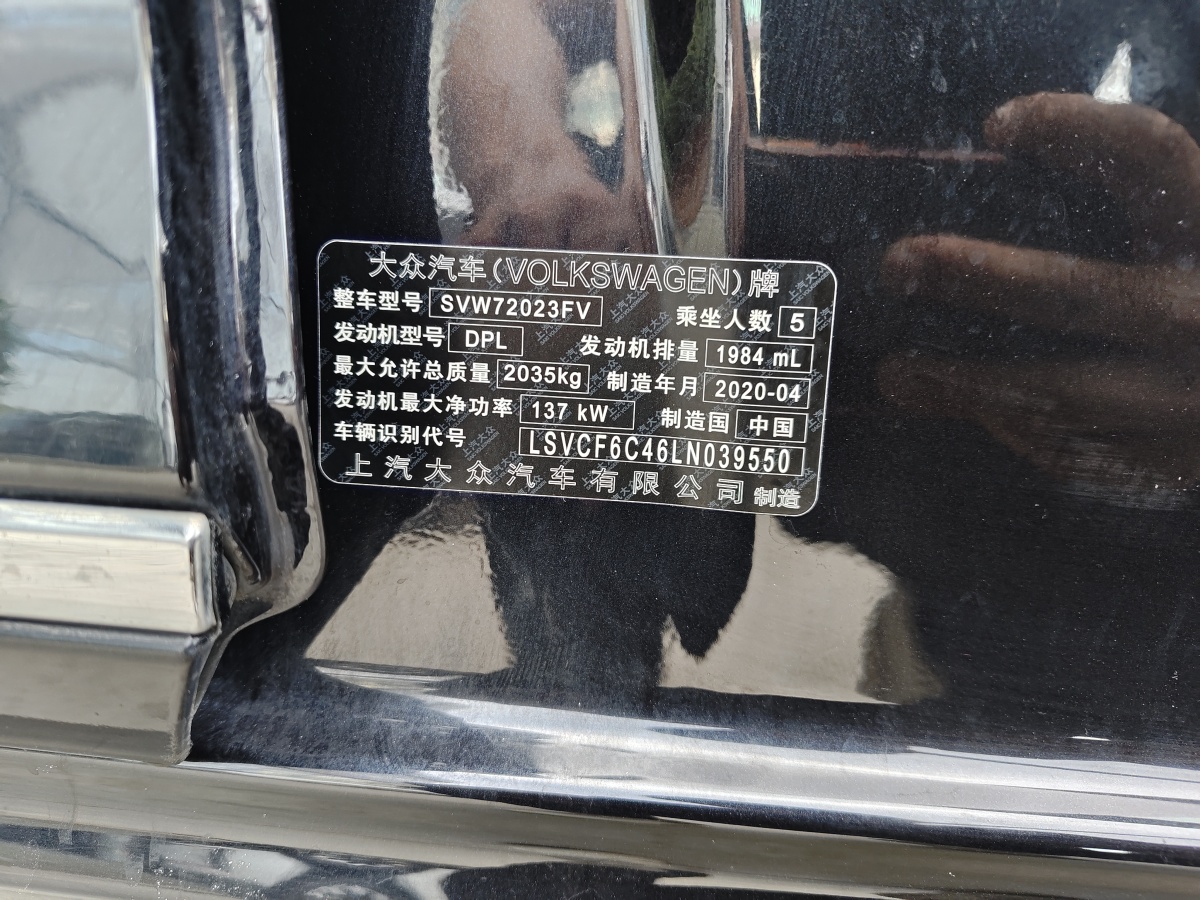 大众汽车(VOLKSWAGEN)牌
整车型号 SVW72023FV 乘坐人数 5
发动机型号 DPL 发动机排量 1984 mL
最大允许总质量 2035kg 制造年月 2020-04
发动机最大净功率 137 kW 制造国 中国
车辆识别代号 LSVCF6C46LN039550
上汽大众汽车有限公司 制造